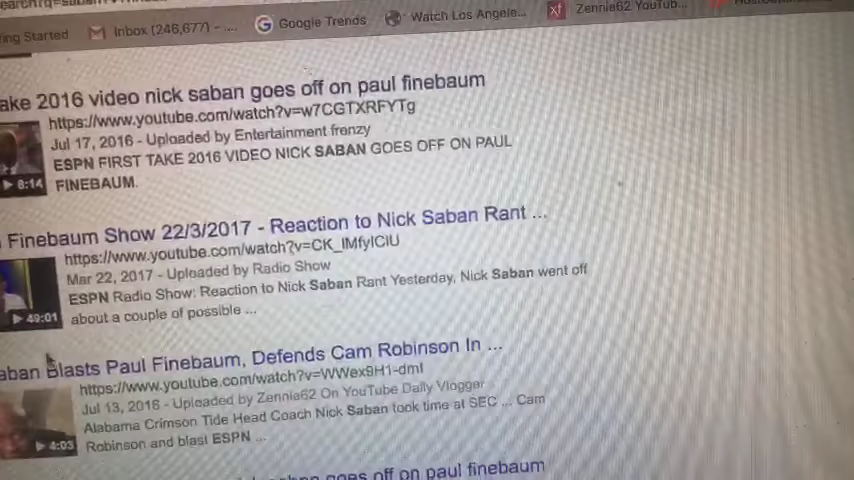 ing Started Inbox (246,677) - .... Google Trends Watch Los Angele... Zennie62 YouTub...
ake 2016 video nick saban goes off on paul finebaum
https://www.youtube.com/watch?v=w7CGTXRFYTg
Jul 17, 2016 - Uploaded by Entertainment frenzy
ESPN FIRST TAKE 2016 VIDEO NICK SABAN GOES OFF ON PAUL
FINEBAUM.
8:14
Finebaum Show 22/3/2017 - Reaction to Nick Saban Rant ...
https://www.youtube.com/watch?v=CK_IMfyICIU
Mar 22, 2017 - Uploaded by Radio Show
ESPN Radio Show: Reaction to Nick Saban Rant Yesterday, Nick Saban went off
about a couple of possible ...
49:01
aban Blasts Paul Finebaum, Defends Cam Robinson In ...
https://www.youtube.com/watch?v=WWex9H1-dmI
Jul 13, 2016 - Uploaded by Zennie62 On YouTube Daily Vlogger
Alabama Crimson Tide Head Coach Nick Saban took time at SEC ... Cam
Robinson and blast ESPN ...
4:03
saban goes off on paul finebaum